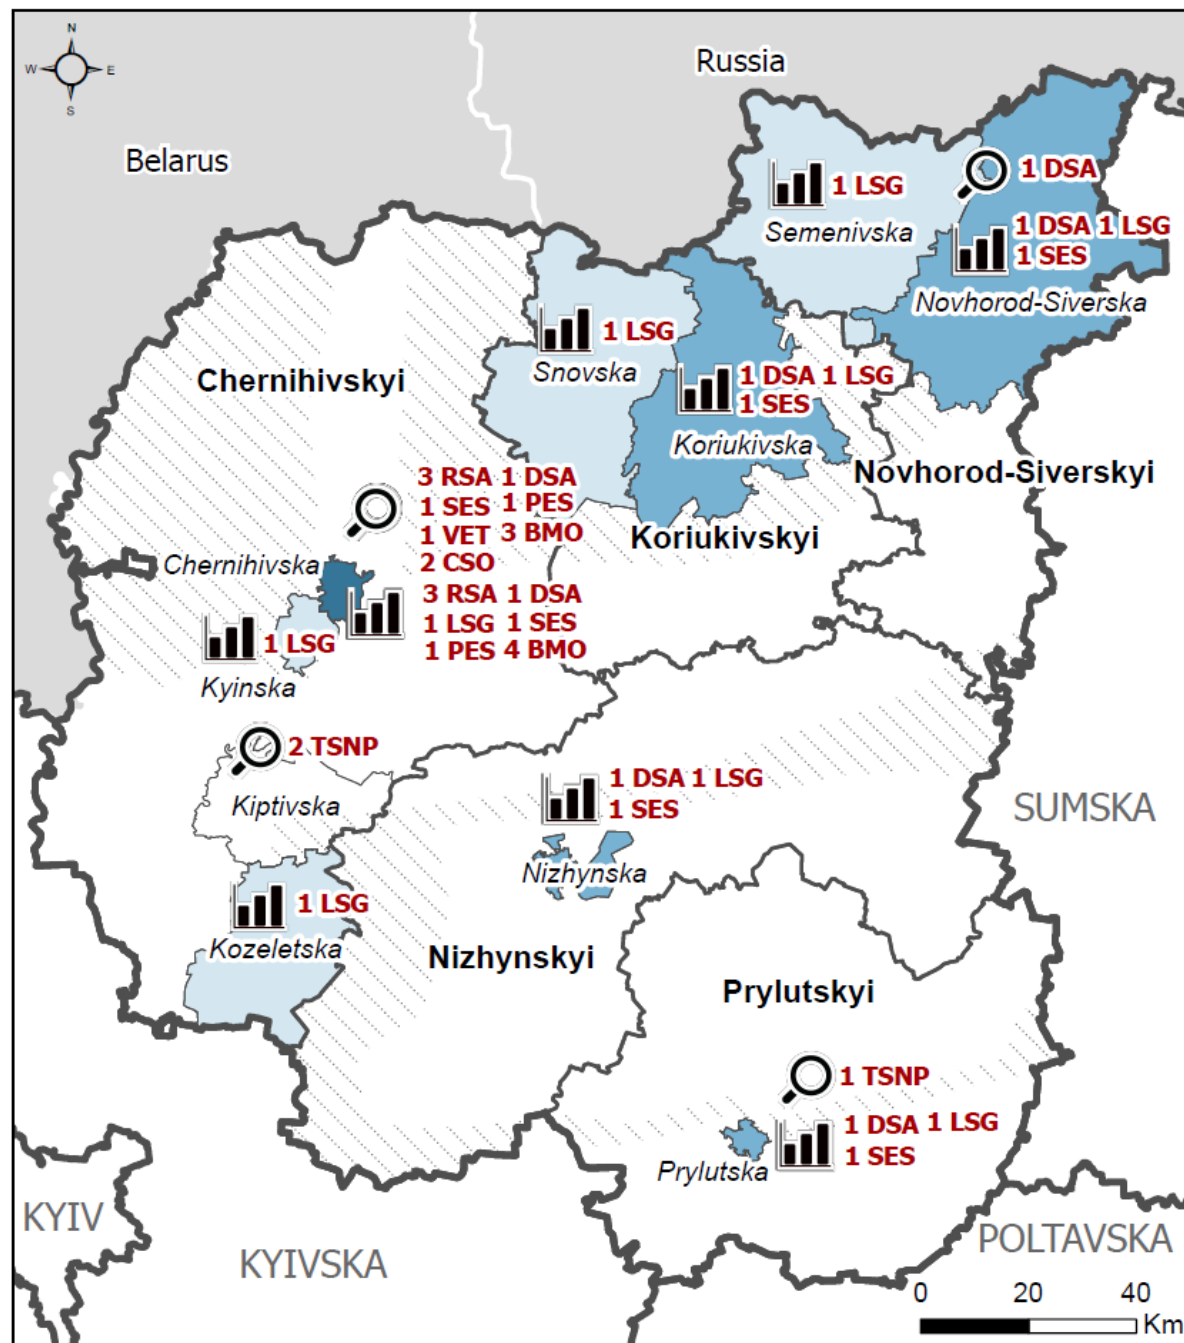 N
W E
S
Russia
Belarus
1 DSA
1 LSG
Semenivska
1 DSA 1 LSG
1 SES
Novhorod-Siverska
1 LSG
Snovska
Chernihivskyi
1 DSA 1 LSG
1 SES
Koriukivska
Novhorod-Siverskyi
3 RSA 1 DSA
1 SES 1 PES
1 VET 3 BMO
2 CSO
Koriukivskyi
Chernihivska
3 RSA 1 DSA
1 LSG 1 SES
1 PES 4 BMO
1 LSG
Kyinska
2 TSNP
Kiptivska
1 DSA 1 LSG
1 SES
SUMSKA
Nizhynska
1 LSG
Kozeletska
Nizhynskyi
Prylutskyi
1 TSNP
1 DSA 1 LSG
1 SES
Prylutska
KYIV
KYIVSKA
POLTAVSKA
0 20 40
Km